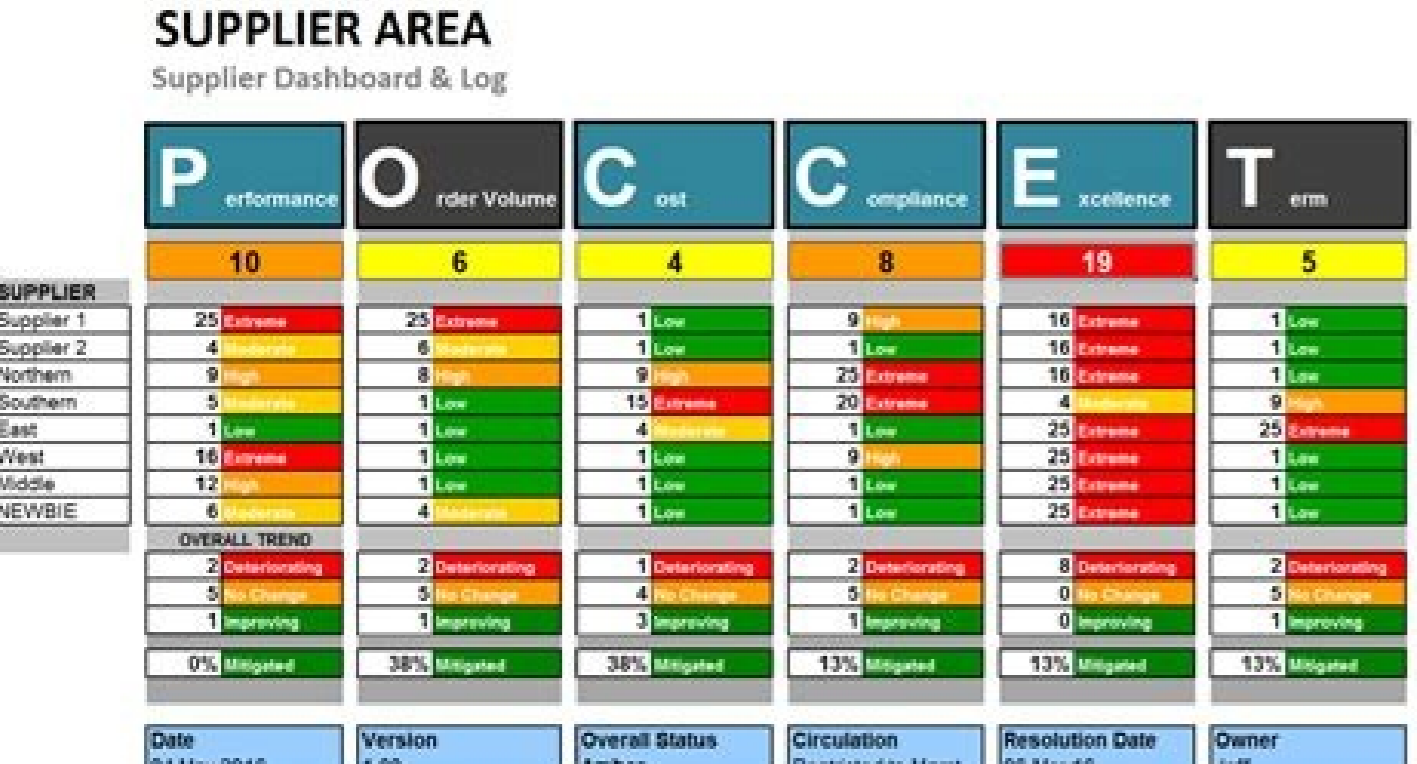 SUPPLIER AREA
Supplier Dashboard & Log
Performance Order Volume Cost Compliance Excellence Term
10 6 4 8 19 5
SUPPLIER
Supplier 1 25 Extreme 25 Extreme 1 Low 9 High 16 Extreme 1 Low
Supplier 2 4 Moderate 6 Moderate 1 Low 1 Low 16 Extreme 1 Low
Northern 9 High 8 High 9 High 25 Extreme 16 Extreme 1 Low
Southern 5 Moderate 1 Low 15 Extreme 20 Extreme 4 Moderate 9 High
East 1 Low 1 Low 4 Moderate 1 Low 25 Extreme 25 Extreme
West 16 Extreme 1 Low 1 Low 9 High 25 Extreme 1 Low
Middle 12 High 1 Low 1 Low 1 Low 25 Extreme 1 Low
NEWBIE 6 Moderate 4 Moderate 1 Low 1 Low 25 Extreme 1 Low
OVERALL TREND
2 Deteriorating 2 Deteriorating 1 Deteriorating 2 Deteriorating 8 Deteriorating 2 Deteriorating
5 No Change 5 No Change 4 No Change 5 No Change 0 No Change 5 No Change
1 Improving 1 Improving 3 Improving 1 Improving 0 Improving 1 Improving
0% Mitigated 38% Mitigated 38% Mitigated 13% Mitigated 13% Mitigated 13% Mitigated
Date Version Overall Status Circulation Resolution Date Owner